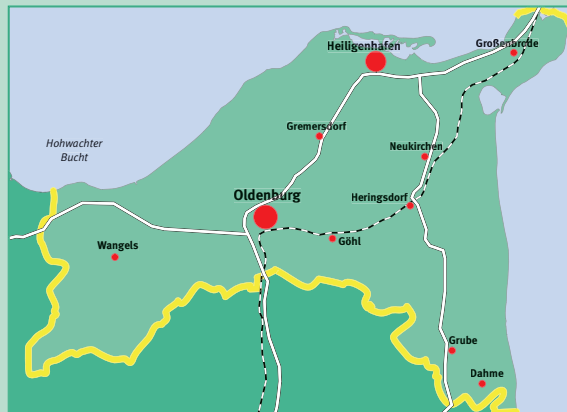 Heiligenhafen
Großenbrode
Gremersdorf
Hohwachter
Bucht
Neukirchen
Oldenburg
Heringsdorf
Wangels
Göhl
Grube
Dahme